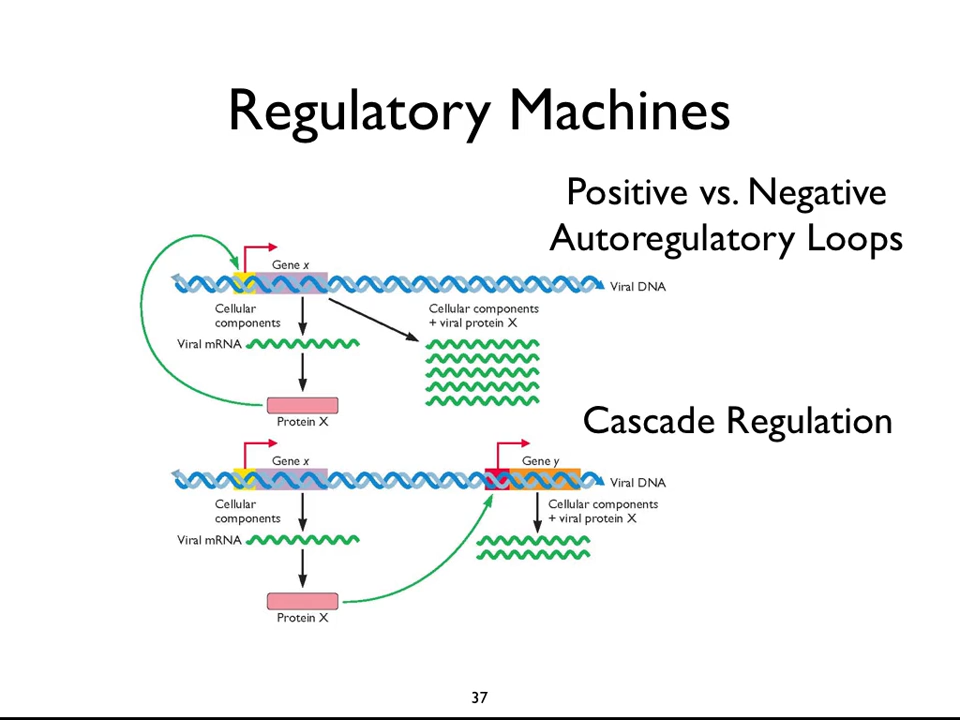 Regulatory Machines
Positive vs. Negative
Autoregulatory Loops
Gene x
Viral DNA
Cellular
components
Cellular components
+ viral protein X
Viral mRNA
Protein X
Cascade Regulation
Gene x
Gene y
Viral DNA
Cellular
components
Cellular components
+ viral protein X
Viral mRNA
Protein X
37